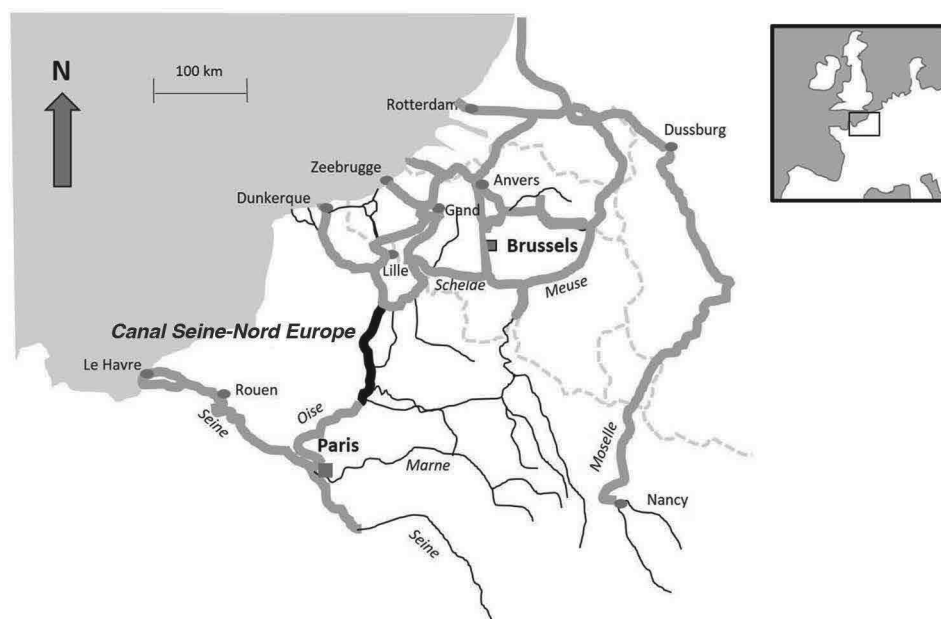 N
100 km
Rotterdam
Dussburg
Zeebrugge
Anvers
Dunkerque
Gand
Brussels
Lille
Schelde
Meuse
Canal Seine-Nord Europe
Le Havre
Rouen
Oise
Seine
Paris
Marne
Moselle
Nancy
Seine